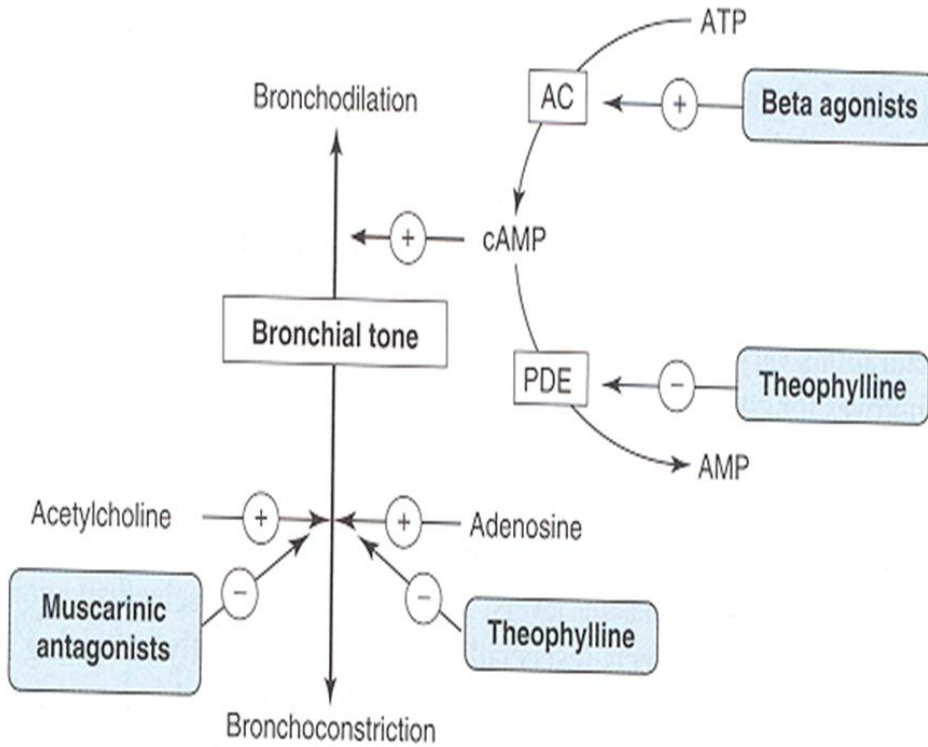 ATP
Bronchodilation
AC
+
Beta agonists
+
cAMP
Bronchial tone
PDE
−
Theophylline
AMP
Acetylcholine
+
+
Adenosine
Muscarinic
antagonists
−
−
Theophylline
Bronchoconstriction